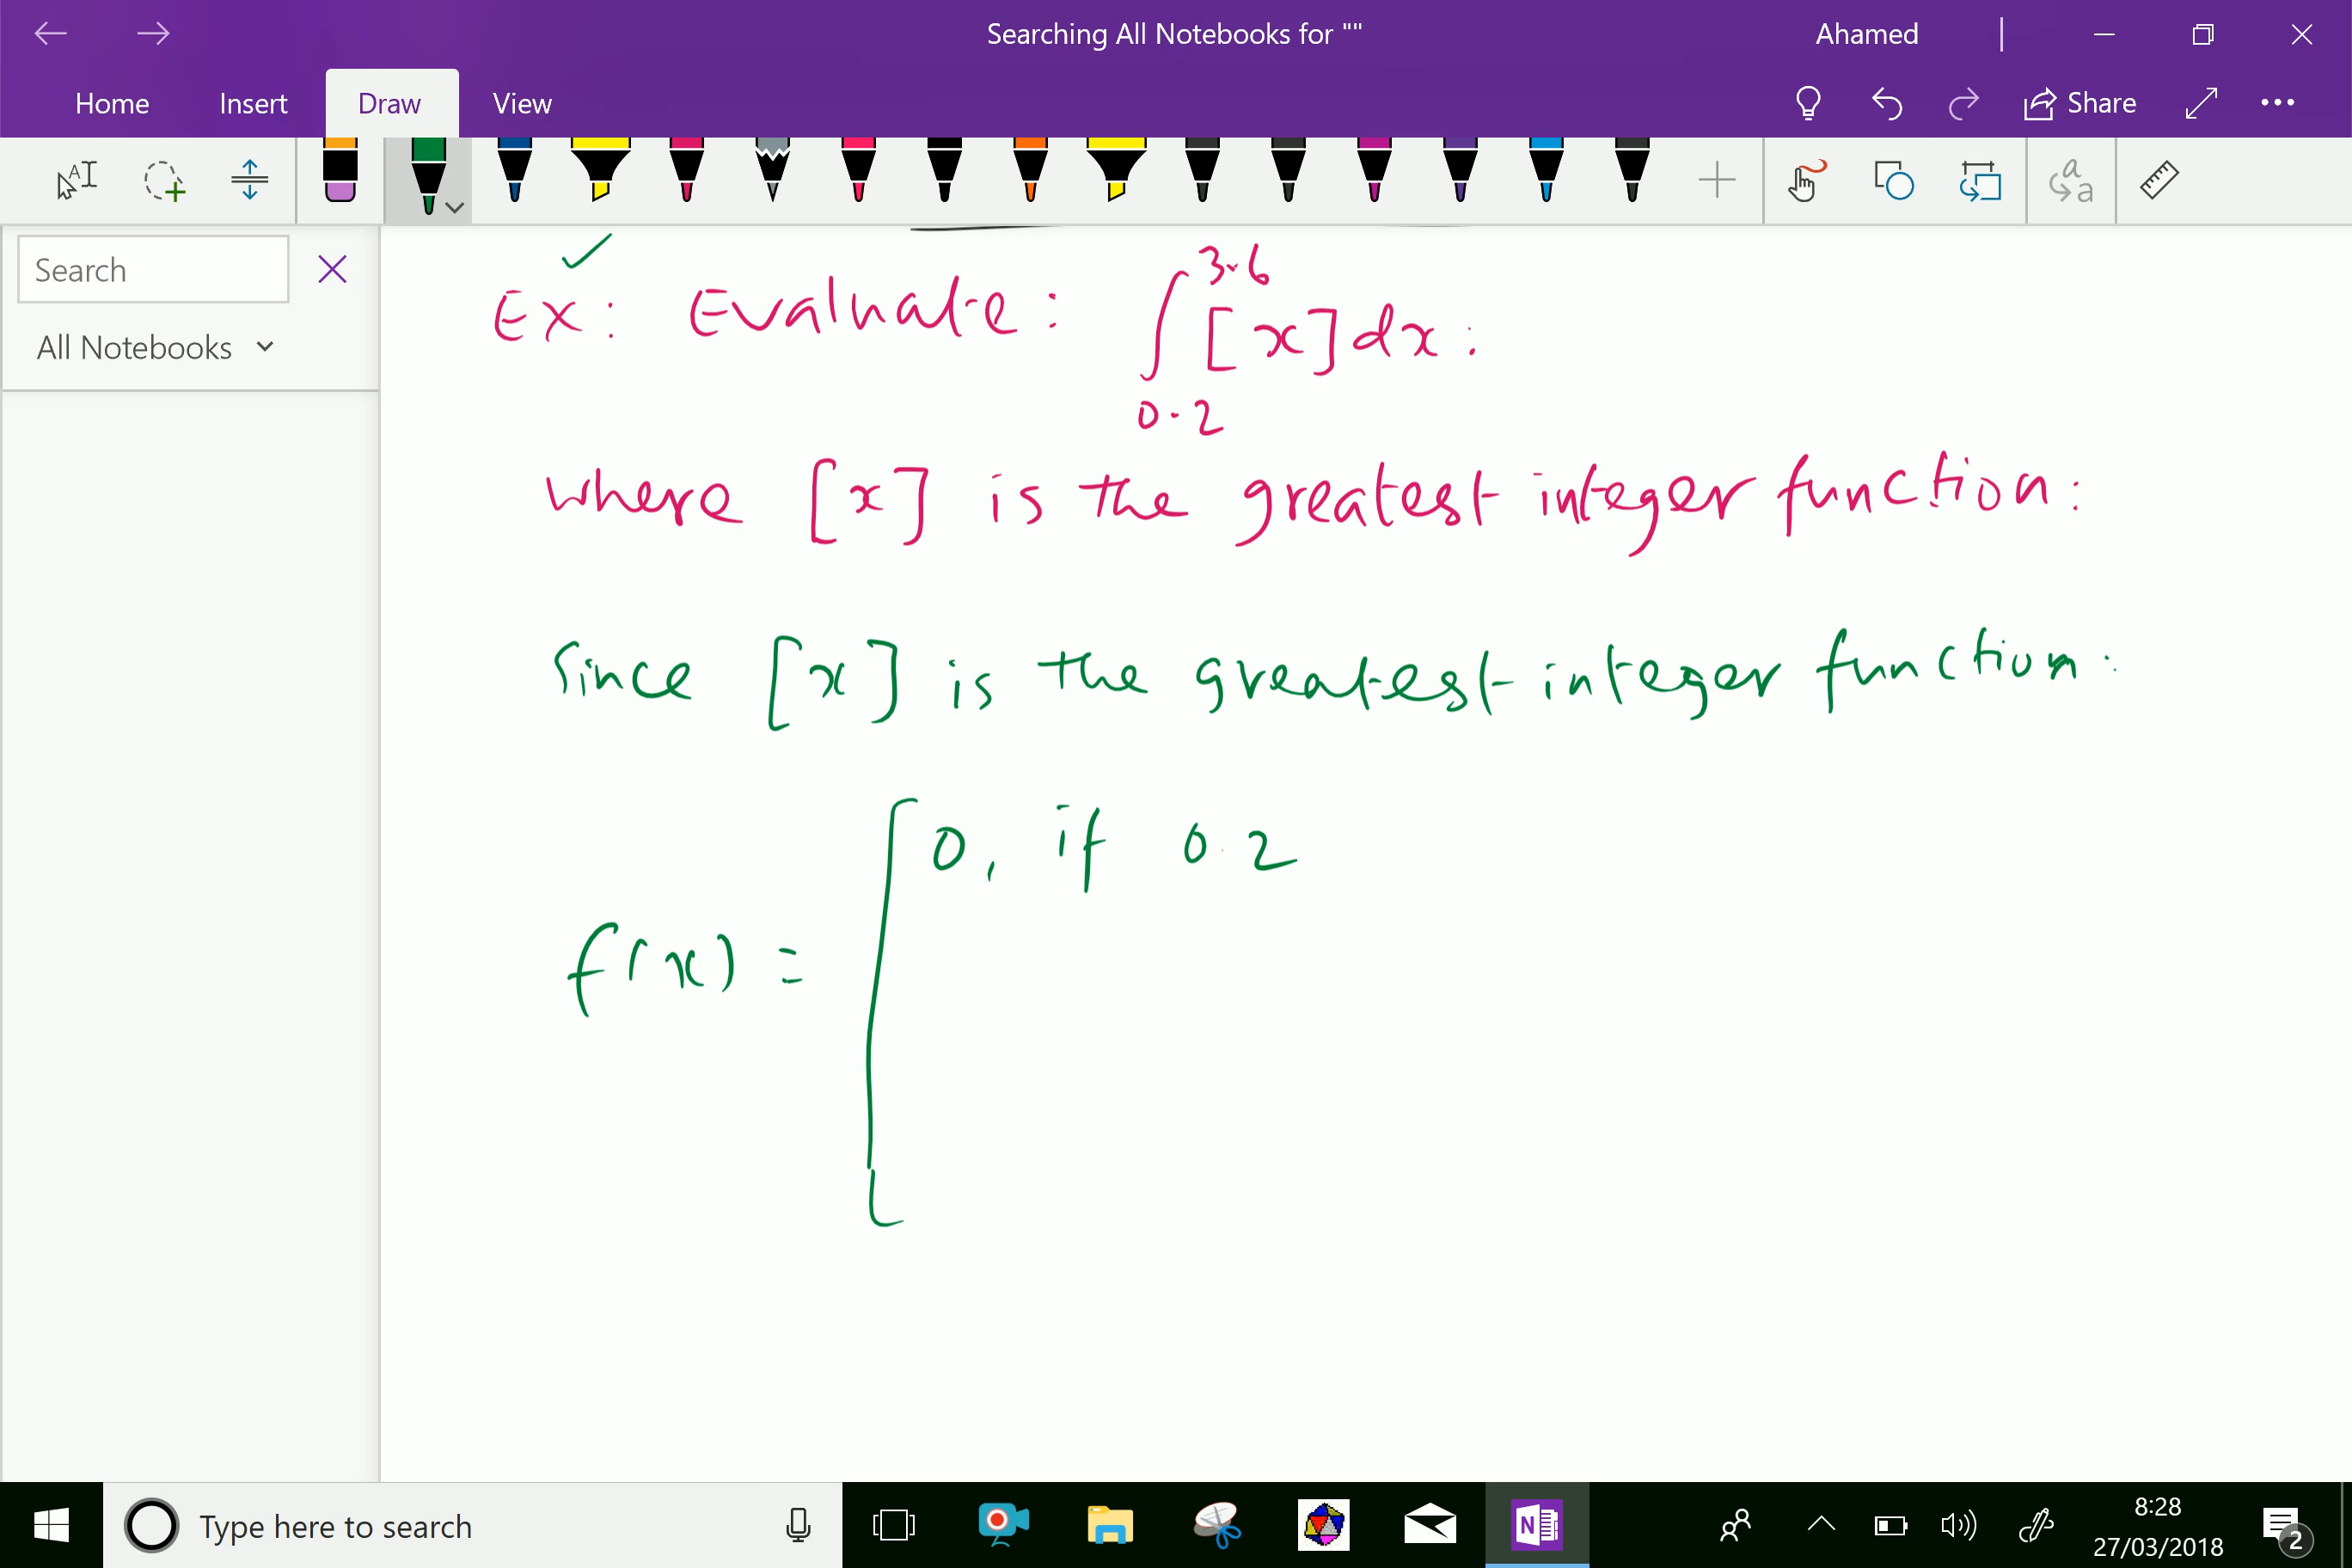 Searching All Notebooks for ""
Ahamed
Home Insert Draw View
Share
Search
All Notebooks
Ex: Evaluate: ∫ 3.6 0.2 [x] dx:
where [x] is the greatest integer function:
Since [x] is the greatest integer function:
0, if 0.2
f(x) =
Type here to search
N
8:28
27/03/2018
2